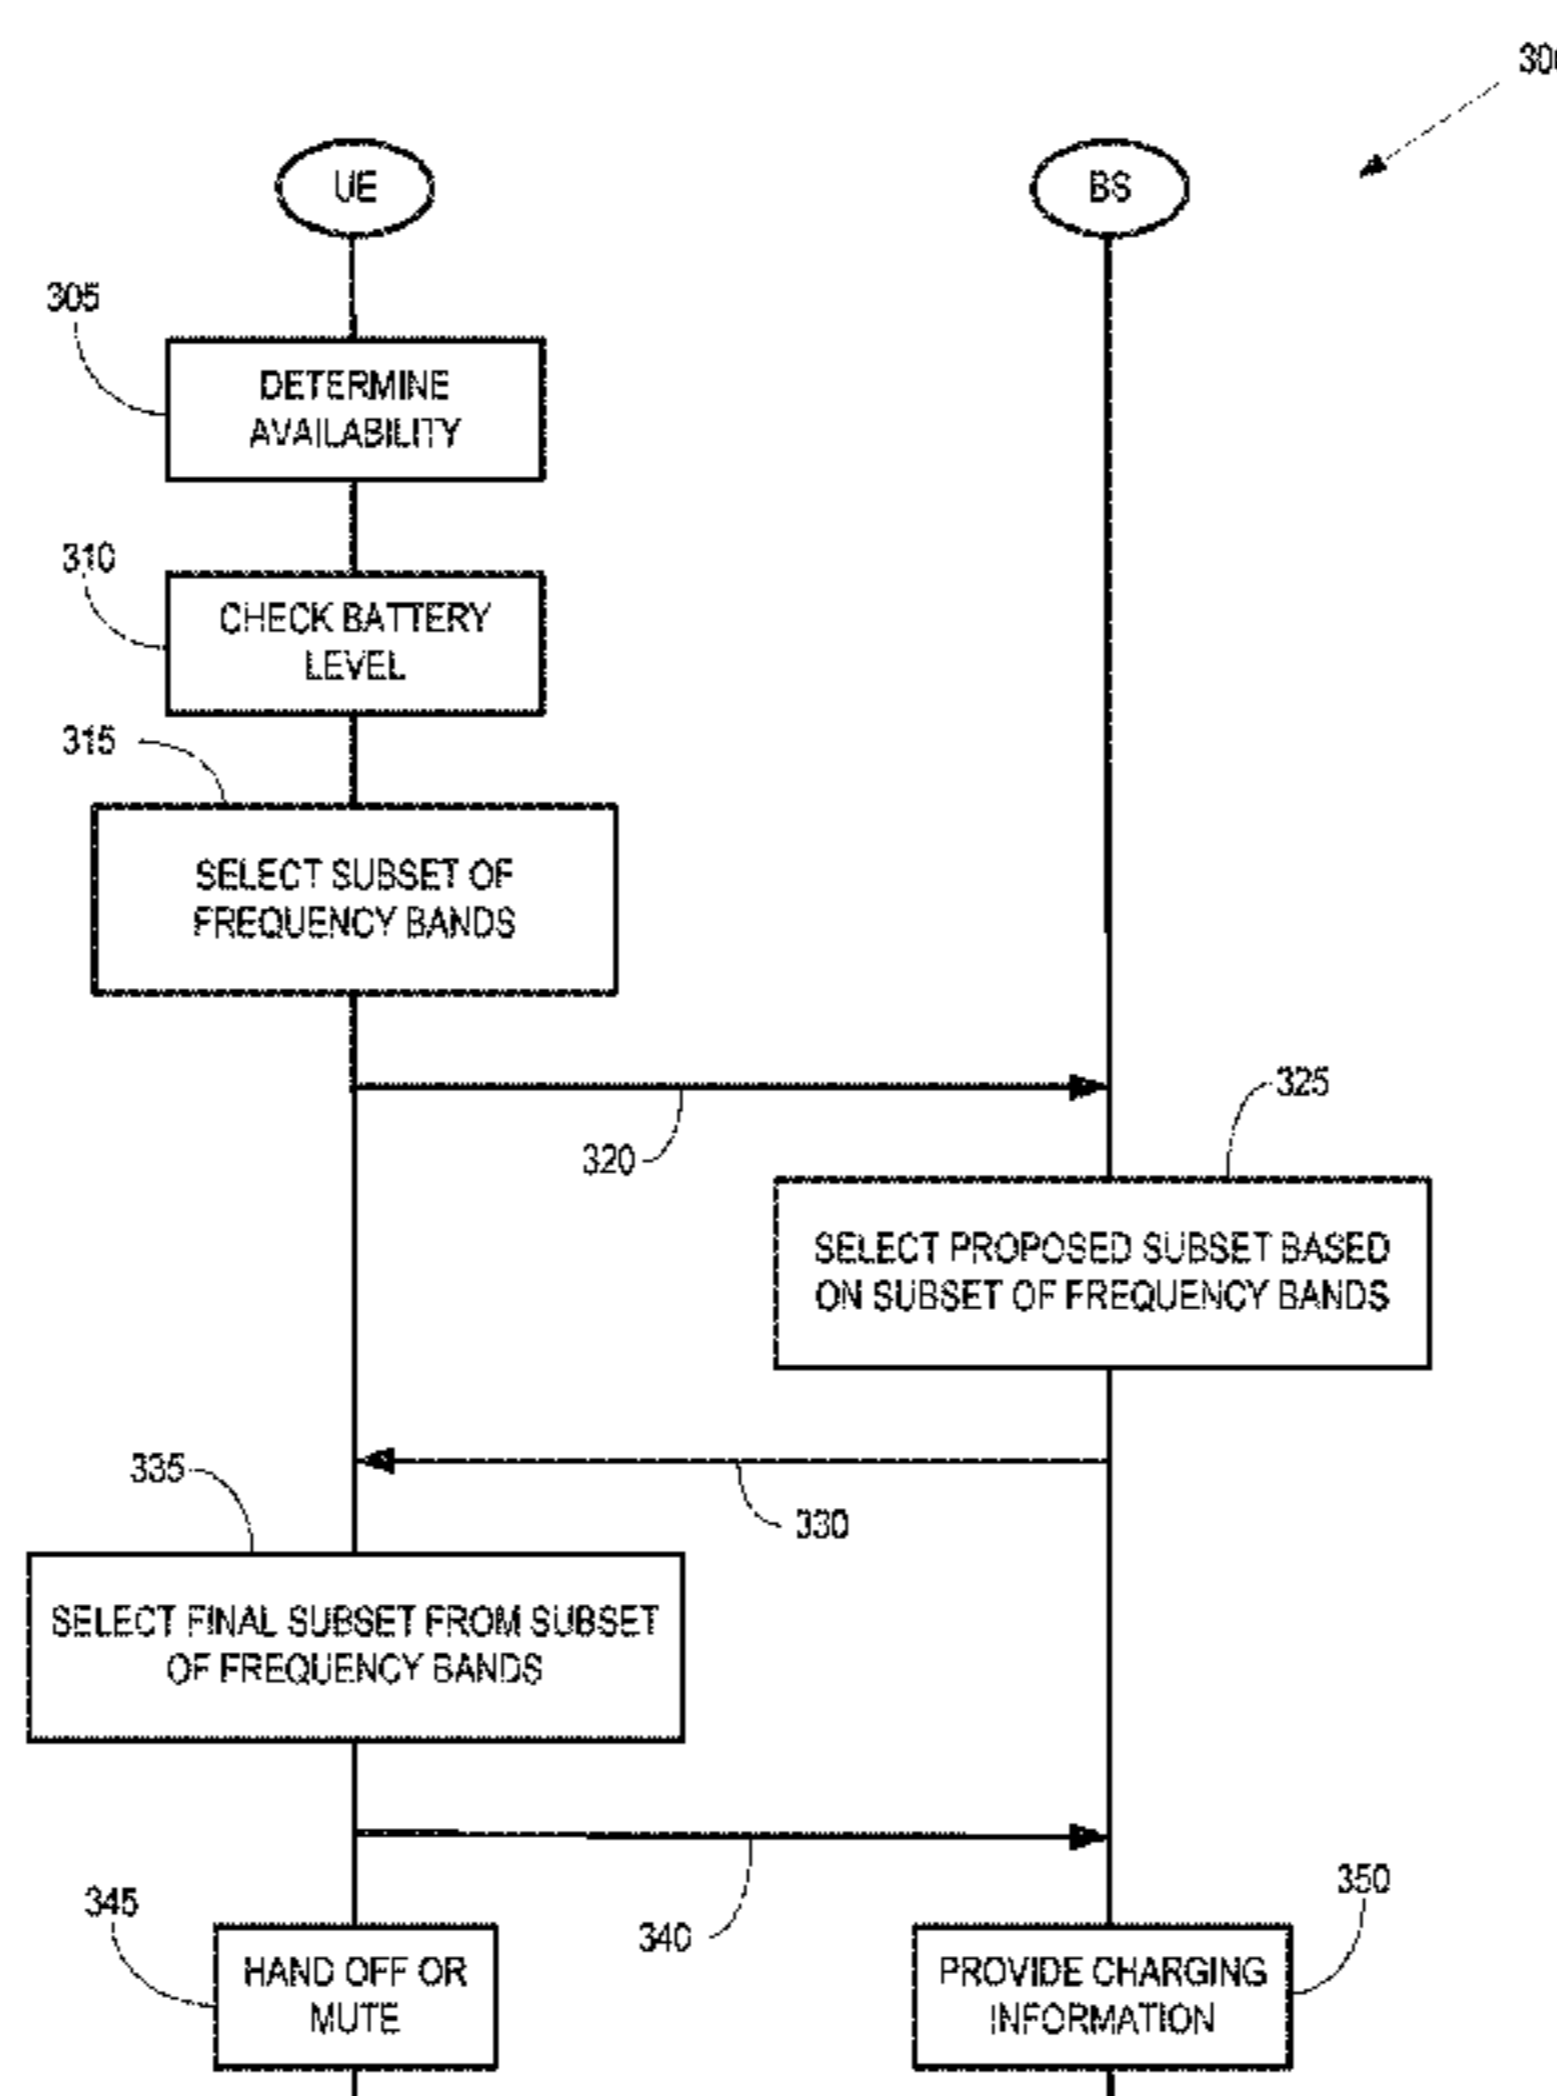 300
UE
BS
305
DETERMINE
AVAILABILITY
310
CHECK BATTERY
LEVEL
315
SELECT SUBSET OF
FREQUENCY BANDS
320
325
SELECT PROPOSED SUBSET BASED
ON SUBSET OF FREQUENCY BANDS
330
335
SELECT FINAL SUBSET FROM SUBSET
OF FREQUENCY BANDS
340
345
HAND OFF OR
MUTE
350
PROVIDE CHARGING
INFORMATION